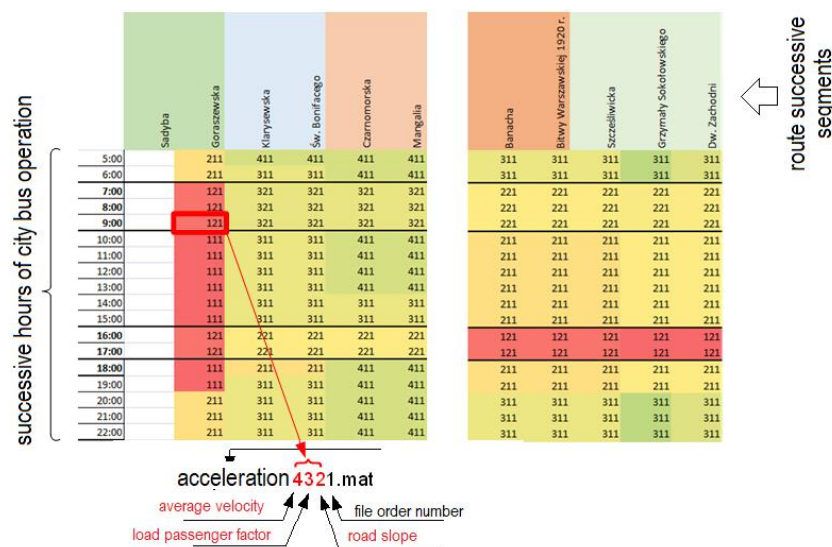 Sadyba
Goraszewska
Klarysewska
Św. Bonifacego
Czarnomorska
Mangalia
Banacha
Bitwy Warszawskiej 1920 r.
Szcześliwicka
Grzymały Sokołowskiego
Dw. Zachodni
route successive
segments
successive hours of city bus operation
5:00 211 411 411 411 411 311 311 311 311 311
6:00 211 311 311 411 411 311 311 311 311 311
7:00 121 321 321 321 321 221 221 221 221 221
8:00 121 321 321 321 321 221 221 221 221 221
9:00 121 321 321 321 321 221 221 221 221 221
10:00 111 311 311 411 411 211 211 211 211 211
11:00 111 311 311 411 411 211 211 211 211 211
12:00 111 311 311 411 411 211 211 211 211 211
13:00 111 311 311 411 411 211 211 211 211 211
14:00 111 311 311 311 311 211 211 211 211 211
15:00 111 311 311 311 311 211 211 211 211 211
16:00 121 221 221 221 221 121 121 121 121 121
17:00 121 221 221 221 221 121 121 121 121 121
18:00 111 211 211 411 411 211 211 211 211 211
19:00 111 311 311 411 411 211 211 211 211 211
20:00 211 311 311 411 411 311 311 311 311 311
21:00 211 311 311 411 411 311 311 311 311 311
22:00 211 311 311 411 411 311 311 311 311 311
acceleration 4321.mat
average velocity
file order number
load passenger factor
road slope